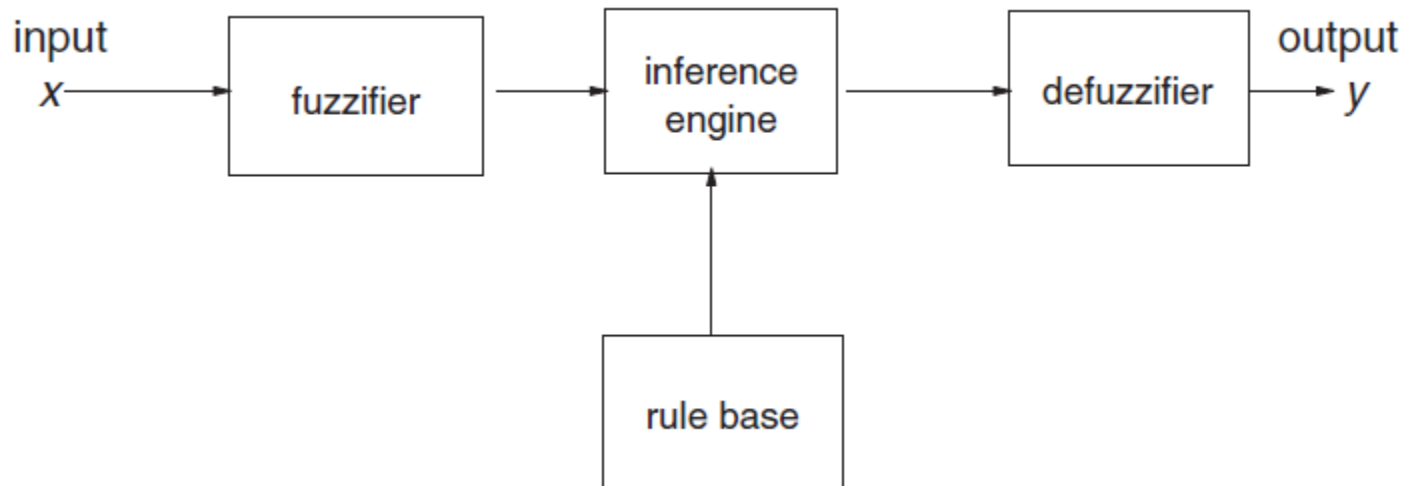 input
x
fuzzifier
inference
engine
defuzzifier
output
y
rule base